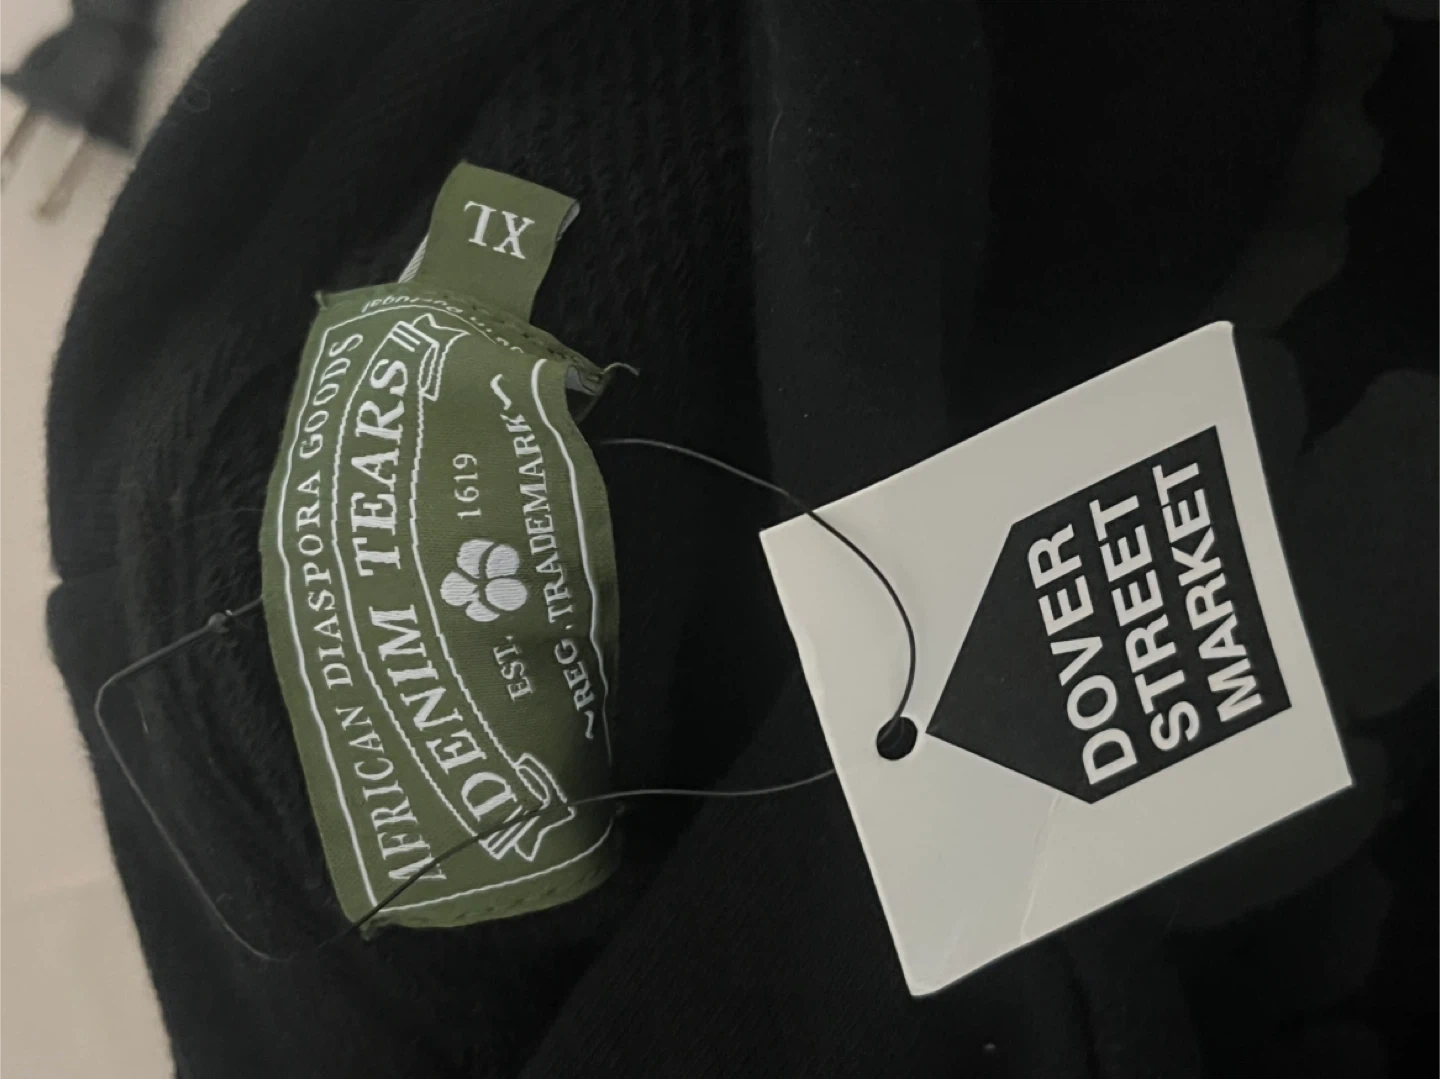 XL
AFRICAN DIASPORA GOODS
DENIM TEARS
EST. 1619
~REG. TRADEMARK~
DOVER
STREET
MARKET